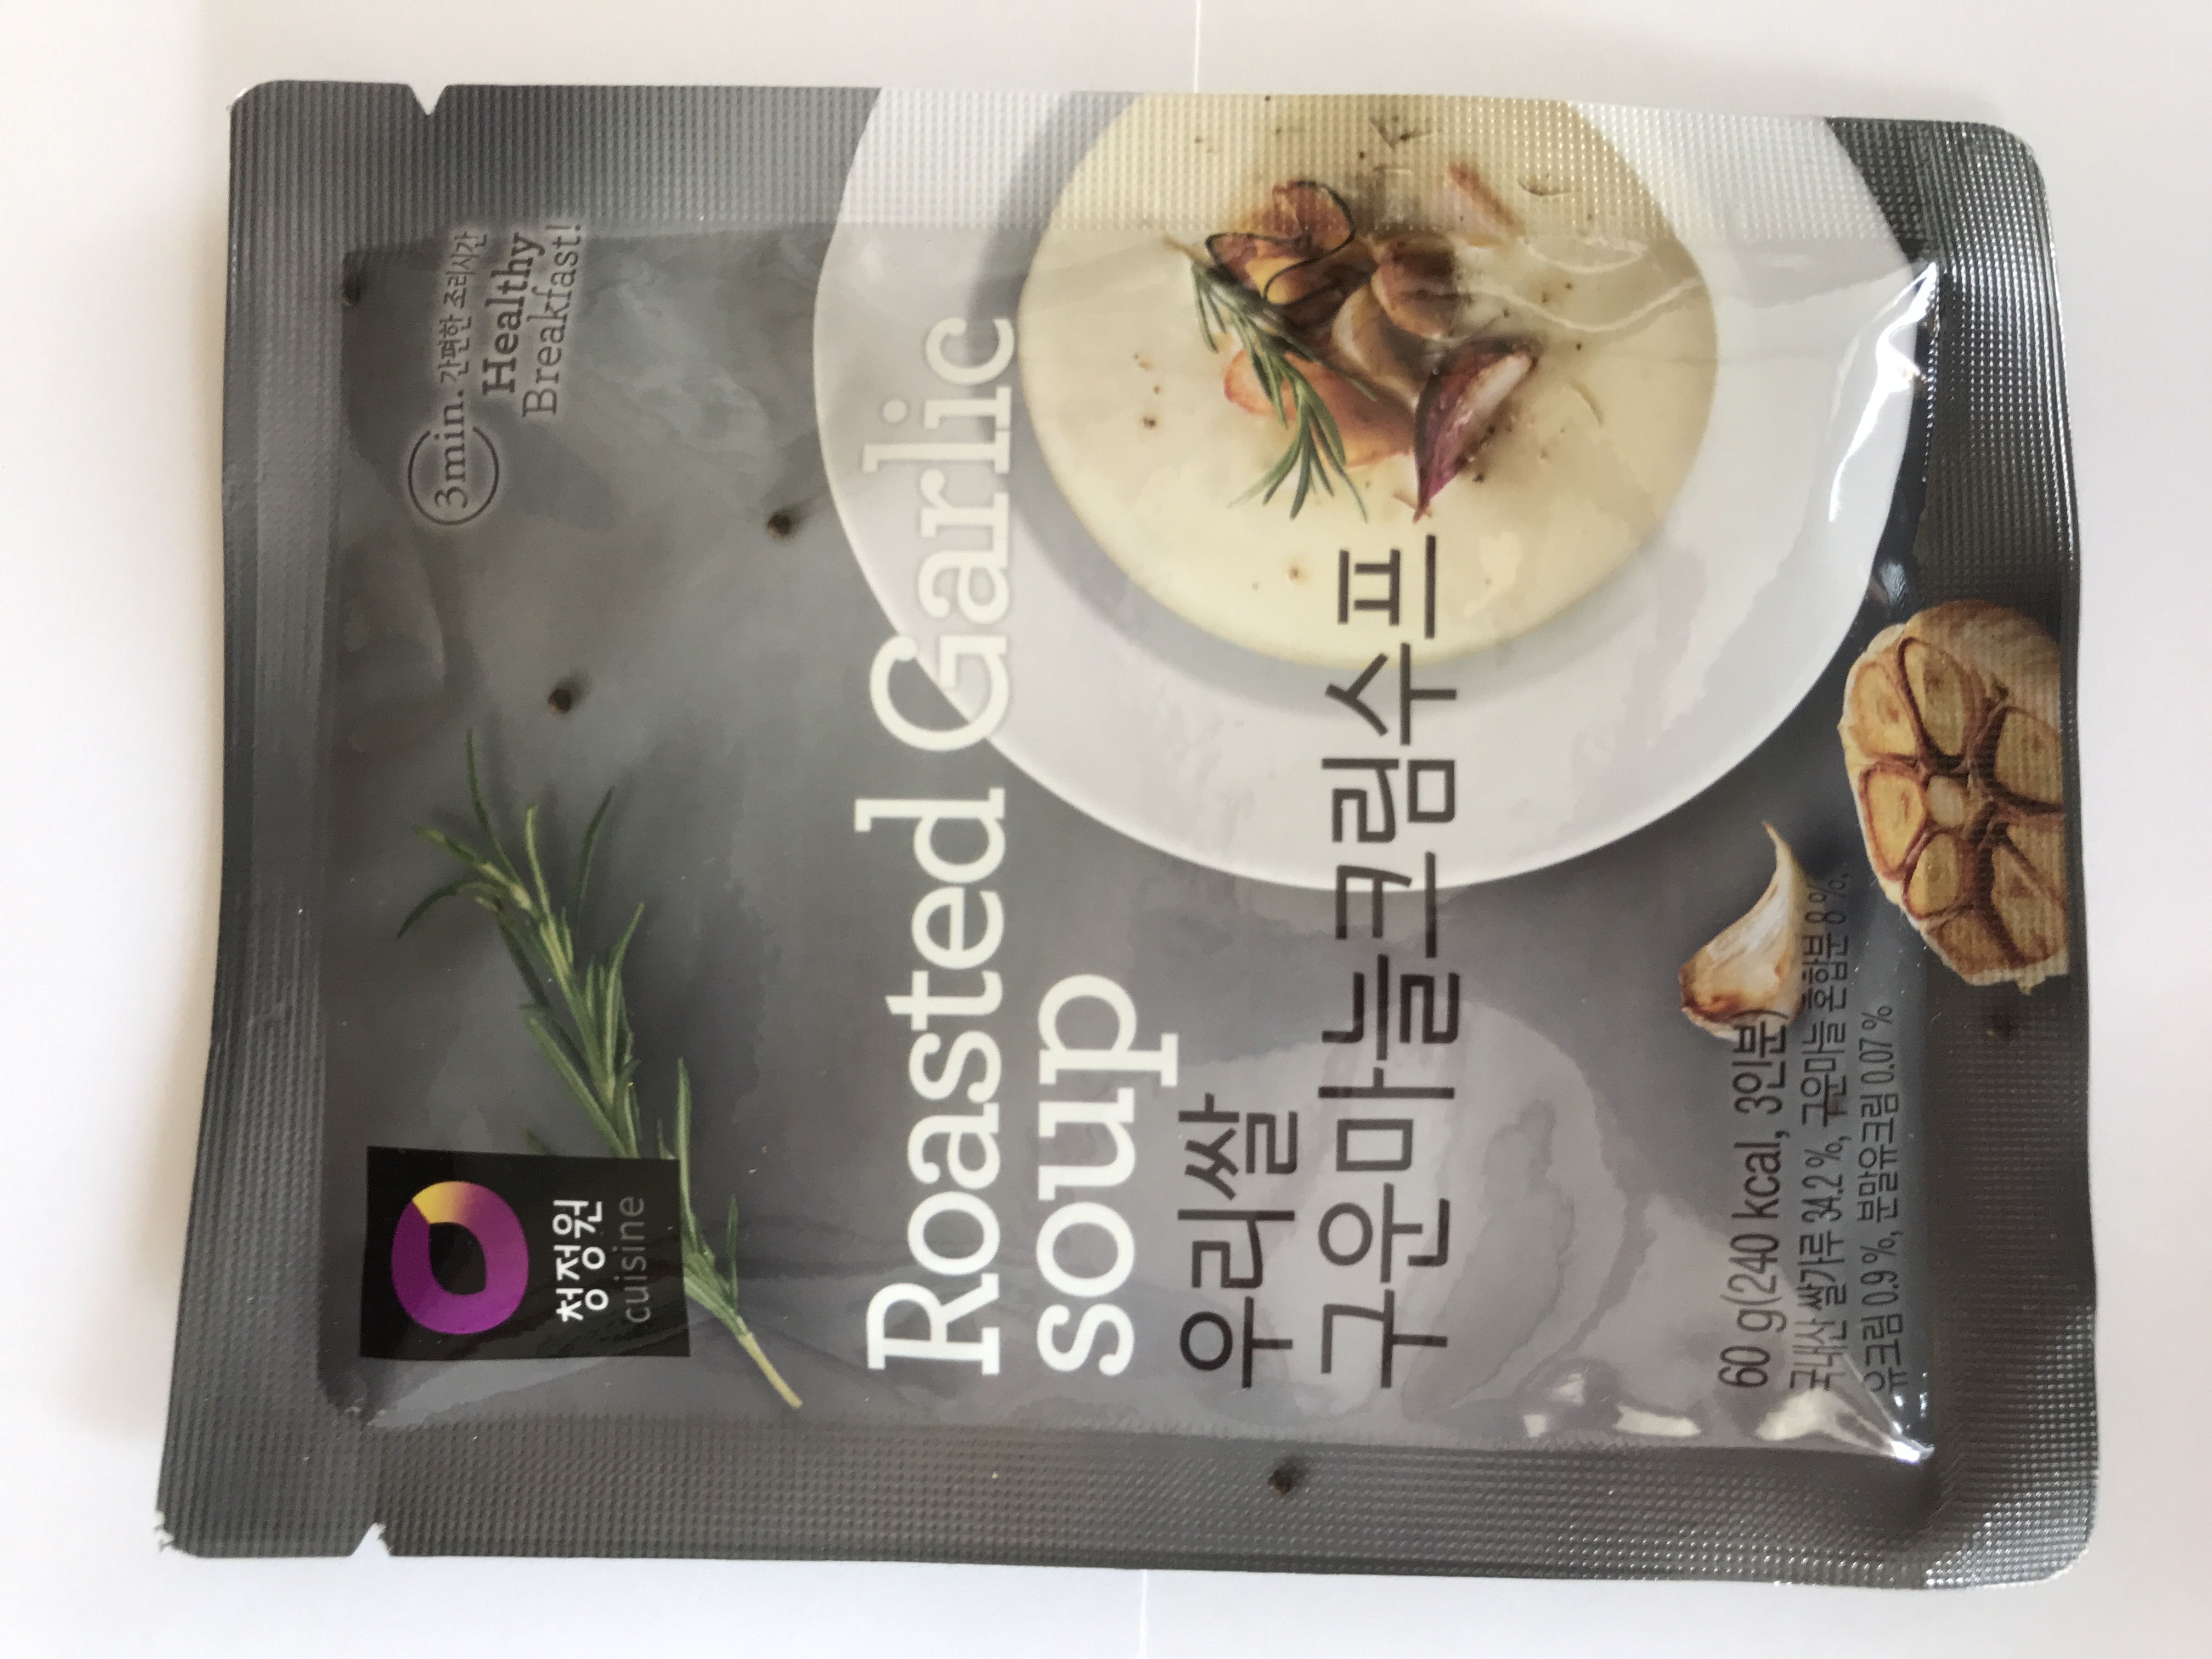 청정원
cuisine
3min. 간편한 조리시간
Healthy
Breakfast!
Roasted Garlic
soup
우리쌀
구운마늘크림수프
60 g(240 kcal, 3인분)
국내산 쌀가루 34.2 %, 구운마늘 혼합분 8 %,
유크림 0.9 %, 분말유크림 0.07 %